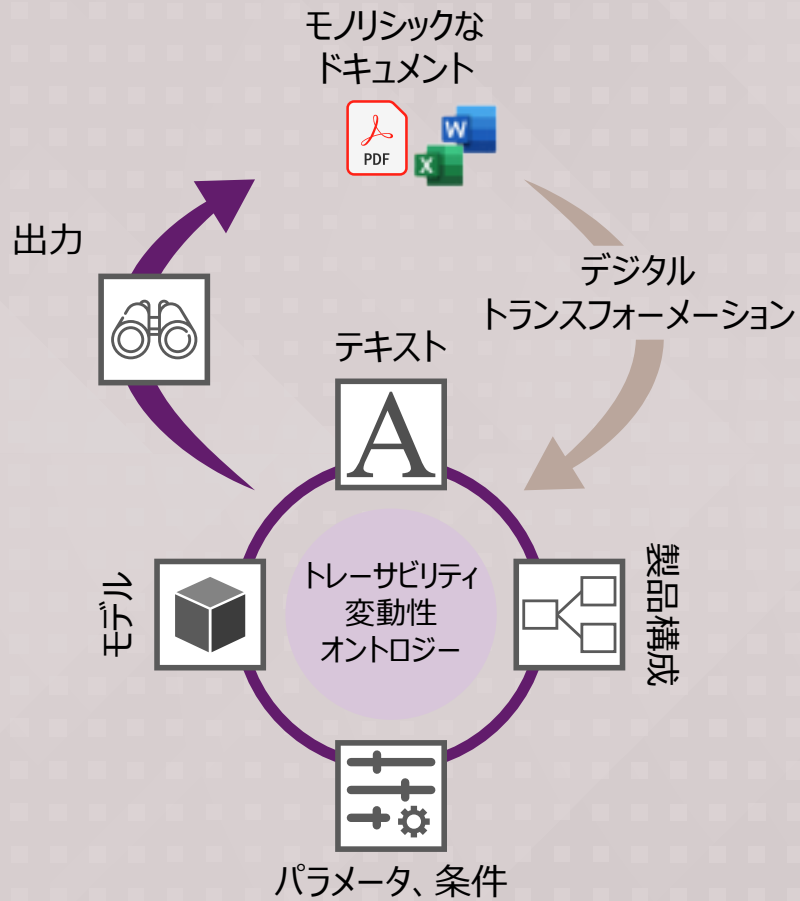 モノリシックな
ドキュメント
PDF
W
X
出力
デジタル
トランスフォーメーション
テキスト
A
モデル
トレーサビリティ
変動性
オントロジー
製品構成
パラメータ、条件